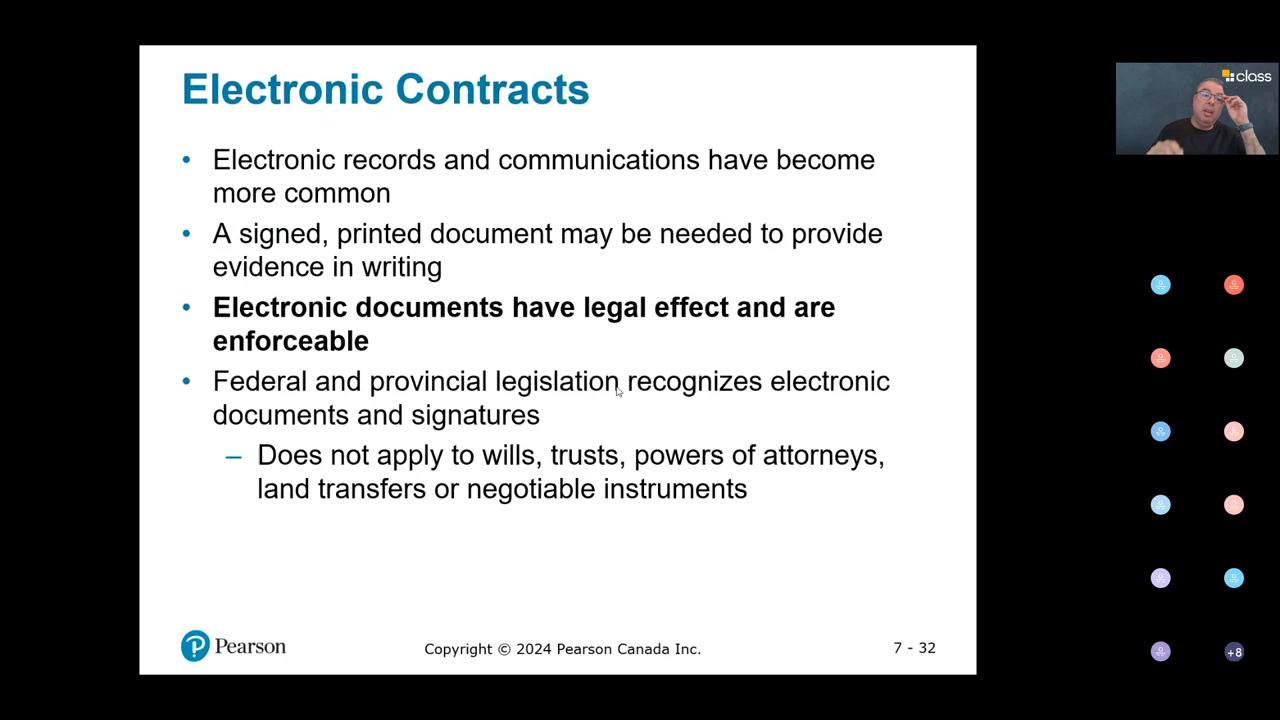 Electronic Contracts
• Electronic records and communications have become
more common
• A signed, printed document may be needed to provide
evidence in writing
• Electronic documents have legal effect and are
enforceable
• Federal and provincial legislation recognizes electronic
documents and signatures
– Does not apply to wills, trusts, powers of attorneys,
land transfers or negotiable instruments
Pearson
Copyright © 2024 Pearson Canada Inc.
7 - 32
class
+8